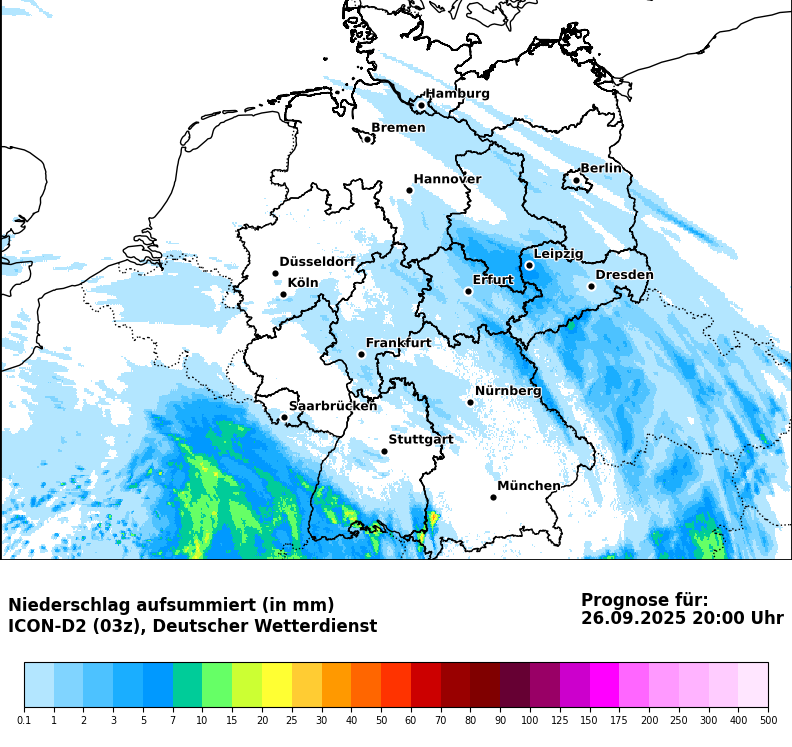 Hamburg
Bremen
Berlin
Hannover
Leipzig
Düsseldorf
Dresden
Köln
Erfurt
Frankfurt
Nürnberg
Saarbrücken
Stuttgart
München
Niederschlag aufsummiert (in mm)
ICON-D2 (03z), Deutscher Wetterdienst
Prognose für:
26.09.2025 20:00 Uhr
0.1 1 2 3 5 7 10 15 20 25 30 40 50 60 70 80 90 100 125 150 175 200 250 300 400 500